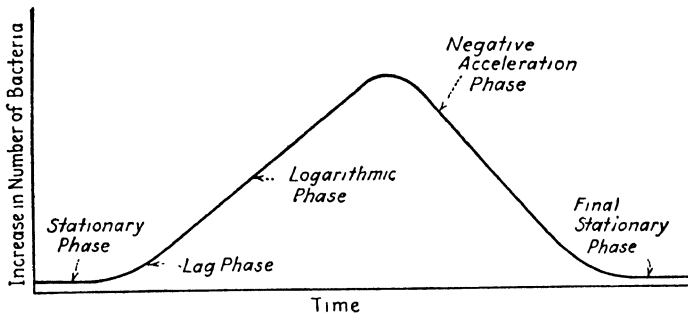 Increase in Number of Bacteria
Negative
Acceleration
Phase
Logarithmic
Phase
Stationary
Phase
Lag Phase
Final
Stationary
Phase
Time